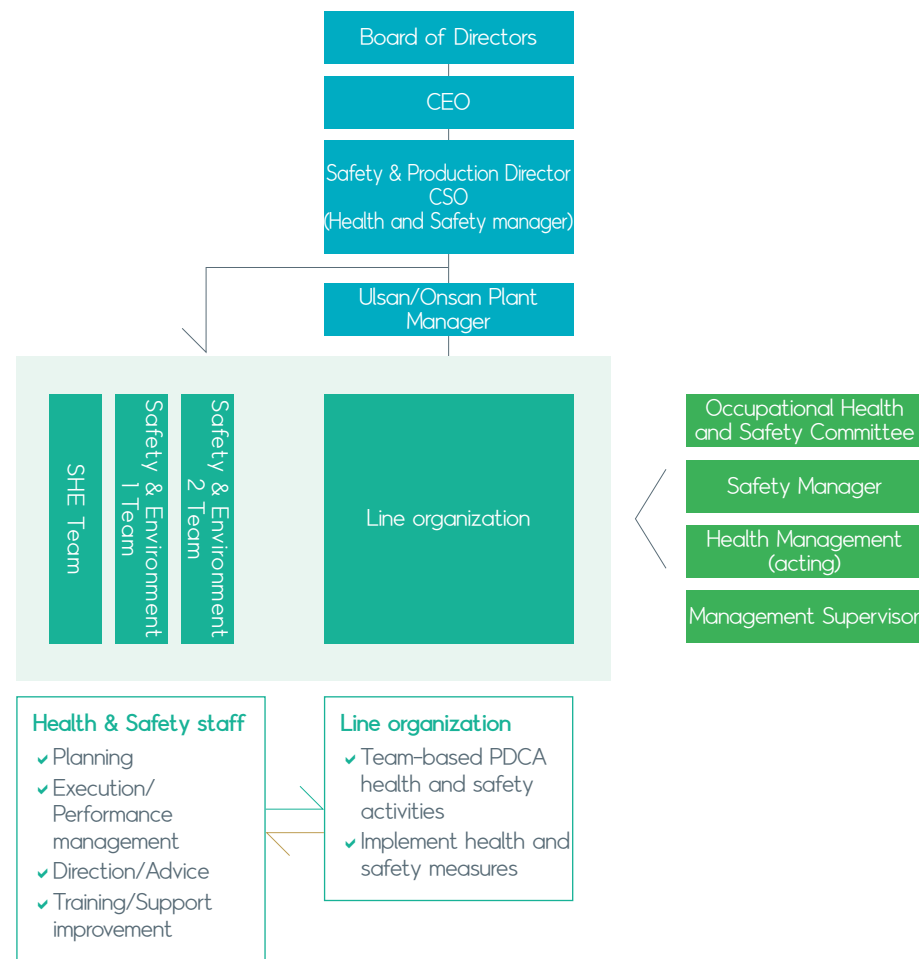 Board of Directors
CEO
Safety & Production Director
CSO
(Health and Safety manager)
Ulsan/Onsan Plant
Manager
SHE Team
Safety & Environment
1 Team
Safety & Environment
2 Team
Line organization
Occupational Health
and Safety Committee
Safety Manager
Health Management
(acting)
Management Supervisor
Health & Safety staff
Planning
Execution/
Performance
management
Direction/Advice
Training/Support
improvement
Line organization
Team-based PDCA
health and safety
activities
Implement health and
safety measures